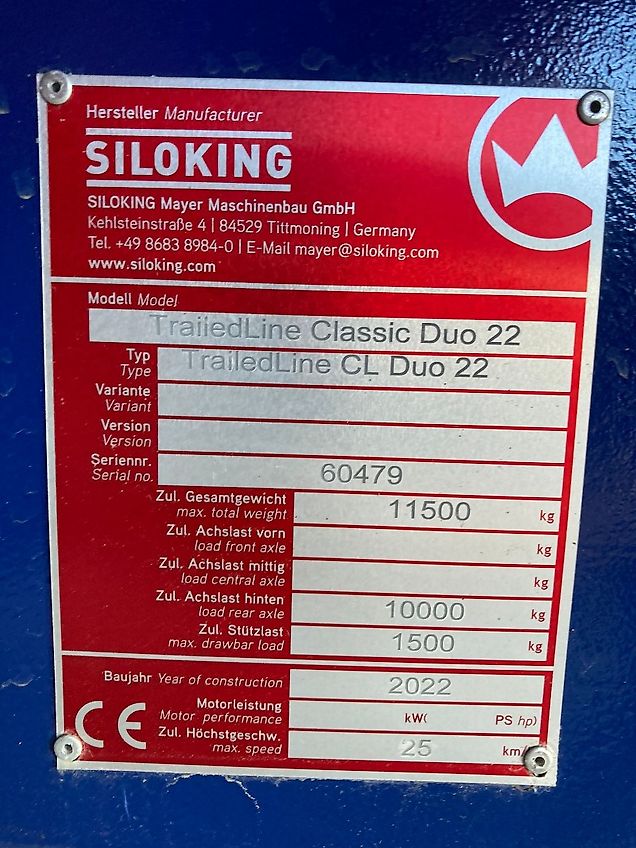 Hersteller Manufacturer
SILOKING
SILOKING Mayer Maschinenbau GmbH
Kehlsteinstraße 4 | 84529 Tittmoning | Germany
Tel. +49 8683 8984-0 | E-Mail mayer@siloking.com
www.siloking.com
Modell Model
TrailedLine Classic Duo 22
Typ
Type
TrailedLine CL Duo 22
Variante
Variant
Version
Version
Seriennr.
Serial no.
60479
Zul. Gesamtgewicht
max. total weight
11500 kg
Zul. Achslast vorn
load front axle
kg
Zul. Achslast mittig
load central axle
kg
Zul. Achslast hinten
load rear axle
10000 kg
Zul. Stützlast
max. drawbar load
1500 kg
Baujahr Year of construction
2022
Motorleistung
Motor performance
kW( PS hp)
Zul. Höchstgeschw.
max. speed
25 km/
CE